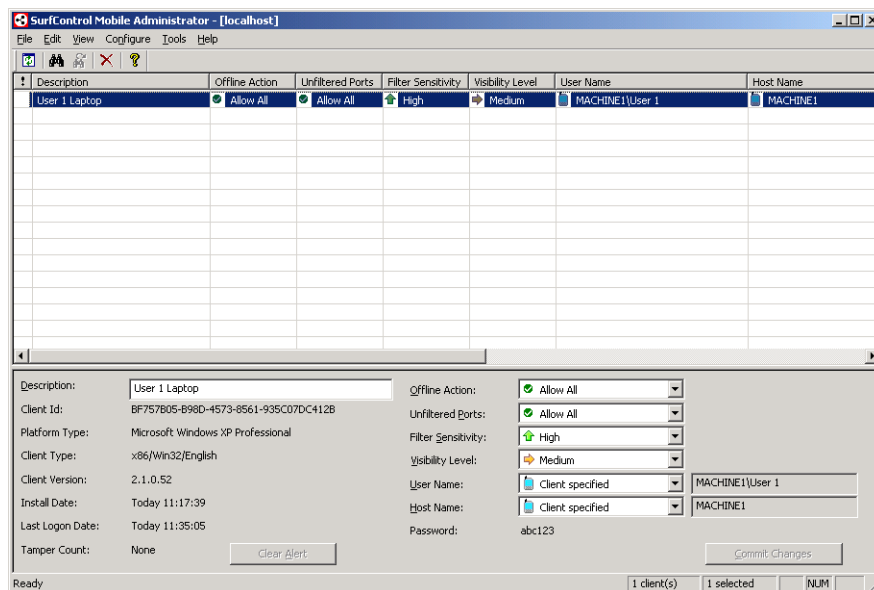 SurfControl Mobile Administrator - [localhost]
File Edit View Configure Tools Help
! Description Offline Action Unfiltered Ports Filter Sensitivity Visibility Level User Name Host Name
User 1 Laptop Allow All Allow All High Medium MACHINE1\User 1 MACHINE1
Description: User 1 Laptop Offline Action: Allow All
Client Id: BF757B05-B98D-4573-8561-935C07DC412B Unfiltered Ports: Allow All
Platform Type: Microsoft Windows XP Professional Filter Sensitivity: High
Client Type: x86/Win32/English Visibility Level: Medium
Client Version: 2.1.0.52 User Name: Client specified MACHINE1\User 1
Install Date: Today 11:17:39 Host Name: Client specified MACHINE1
Last Logon Date: Today 11:35:05 Password: abc123
Tamper Count: None Clear Alert Commit Changes
Ready 1 client(s) 1 selected NUM